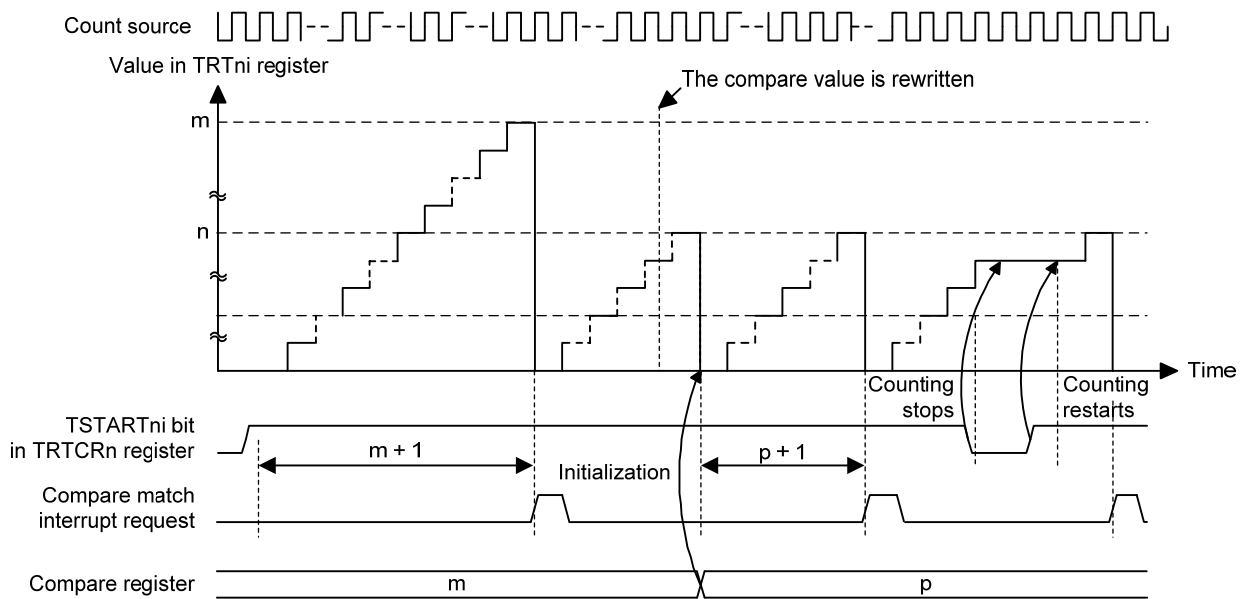 Count source
Value in TRTni register
The compare value is rewritten
m
n
Time
Counting
stops
Counting
restarts
TSTARTni bit
in TRTCRn register
m + 1
Initialization
p + 1
Compare match
interrupt request
Compare register
m
p